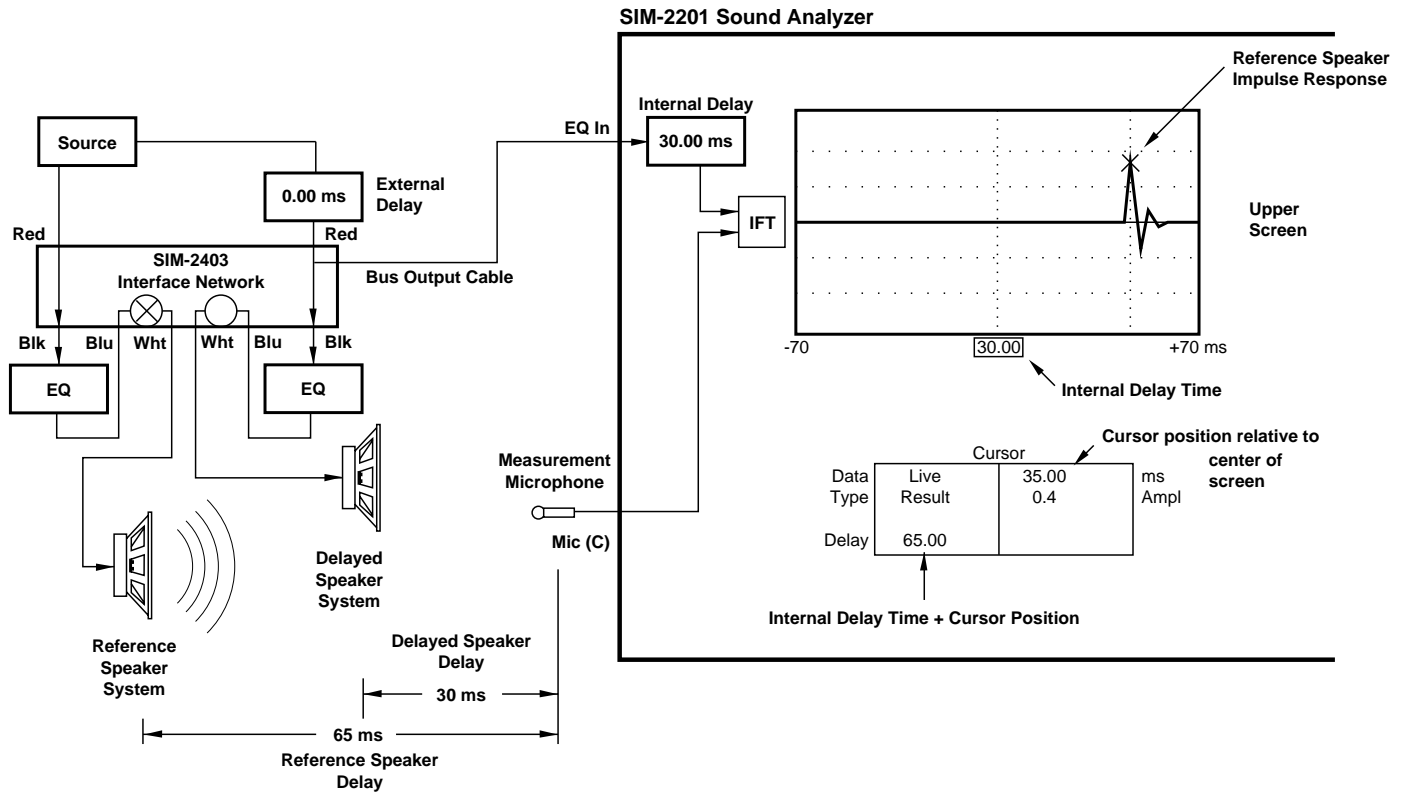 SIM-2201 Sound Analyzer
Reference Speaker
Impulse Response
Internal Delay
30.00 ms
EQ In
Source
0.00 ms
External
Delay
Red
Red
SIM-2403
Interface Network
Bus Output Cable
IFT
Upper
Screen
Blk
Blu
Wht
Wht
Blu
Blk
EQ
EQ
-70
30.00
+70 ms
Internal Delay Time
Cursor position relative to
center of
screen
Cursor
Data
Live
35.00
ms
Type
Result
0.4
Ampl
Delay
65.00
Internal Delay Time + Cursor Position
Measurement
Microphone
Mic (C)
Delayed
Speaker
System
Reference
Speaker
System
Delayed Speaker
Delay
30 ms
65 ms
Reference Speaker
Delay